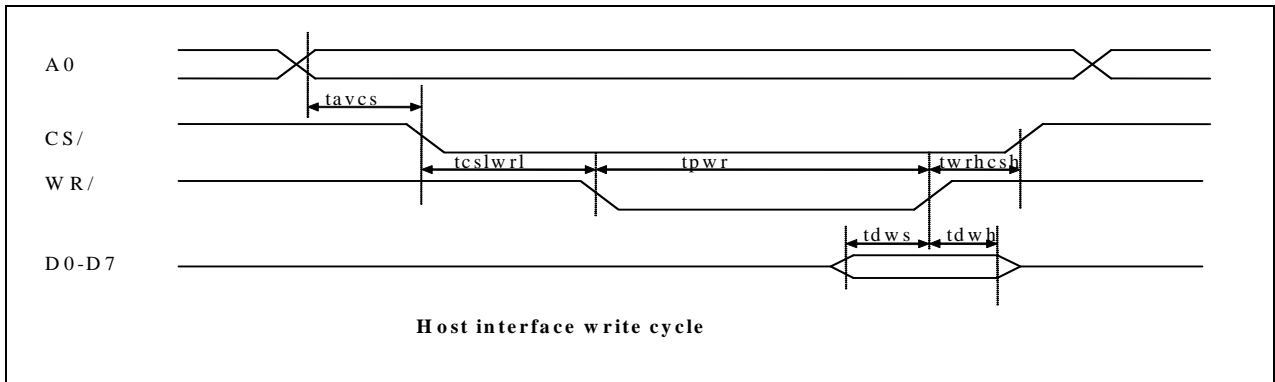 A0
tavcs
CS/
tcslwrl tpwr twrhcsh
WR/
tdws tdwh
D0-D7
Host interface write cycle